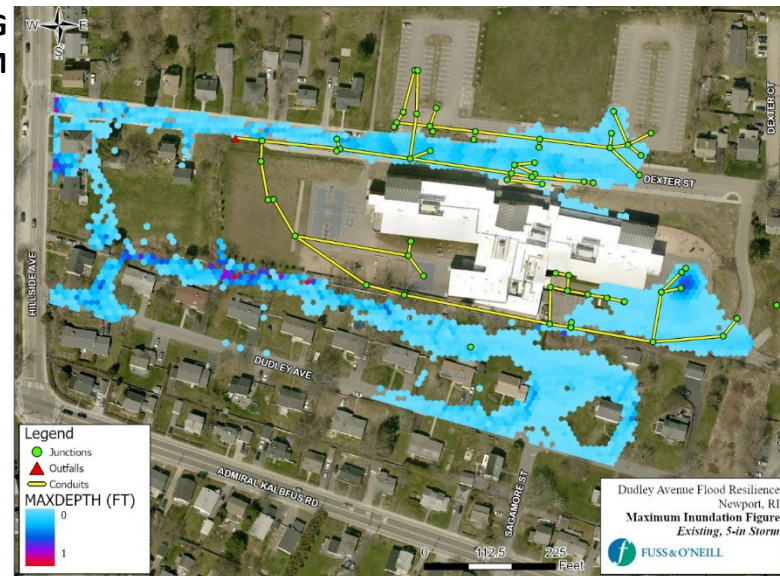 G
M
W E
S
DEXTER CT
DEXTER ST
HILLSIDE AVE
DUDLEY AVE
ADMIRAL KALBFUS RD
SAGAMORE ST
Legend
Junctions
Outfalls
Conduits
MAXDEPTH (FT)
0
1
0 112.5 225
Feet
Dudley Avenue Flood Resilience
Newport, RI
Maximum Inundation Figure
Existing, 5-in Storm
FUSS & O'NEILL